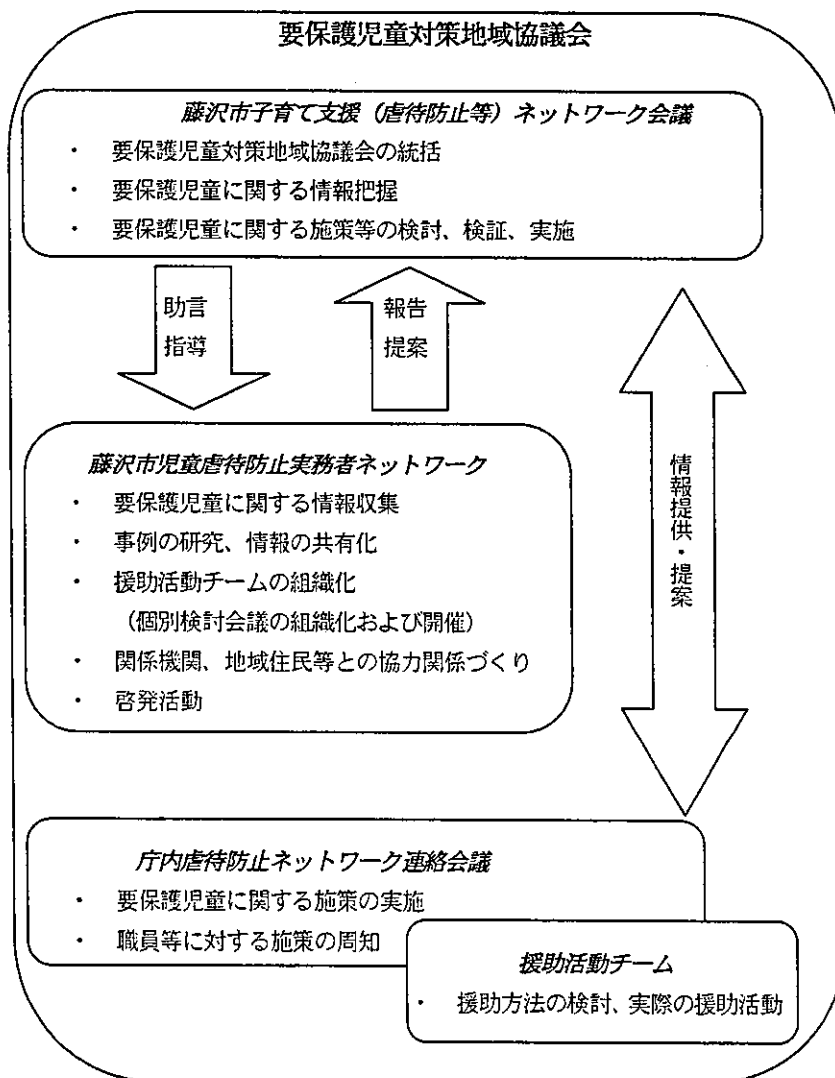 要保護児童対策地域協議会
藤沢市子育て支援（虐待防止等）ネットワーク会議
・ 要保護児童対策地域協議会の統括
・ 要保護児童に関する情報把握
・ 要保護児童に関する施策等の検討、検証、実施
助言
指導
報告
提案
情報提供・提案
藤沢市児童虐待防止実務者ネットワーク
・ 要保護児童に関する情報収集
・ 事例の研究、情報の共有化
・ 援助活動チームの組織化
（個別検討会議の組織化および開催）
・ 関係機関、地域住民等との協力関係づくり
・ 啓発活動
庁内虐待防止ネットワーク連絡会議
・ 要保護児童に関する施策の実施
・ 職員等に対する施策の周知
援助活動チーム
・ 援助方法の検討、実際の援助活動